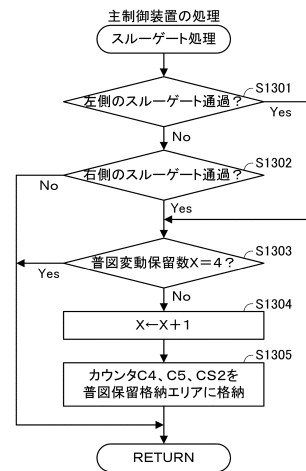 主制御装置の処理
スルーゲート処理
S1301
左側のスルーゲート通過？
Yes
No
S1302
右側のスルーゲート通過？
No
Yes
S1303
普図変動保留数X＝4？
Yes
No
S1304
X←X＋1
S1305
カウンタC4、C5、CS2を
普図保留格納エリアに格納
RETURN